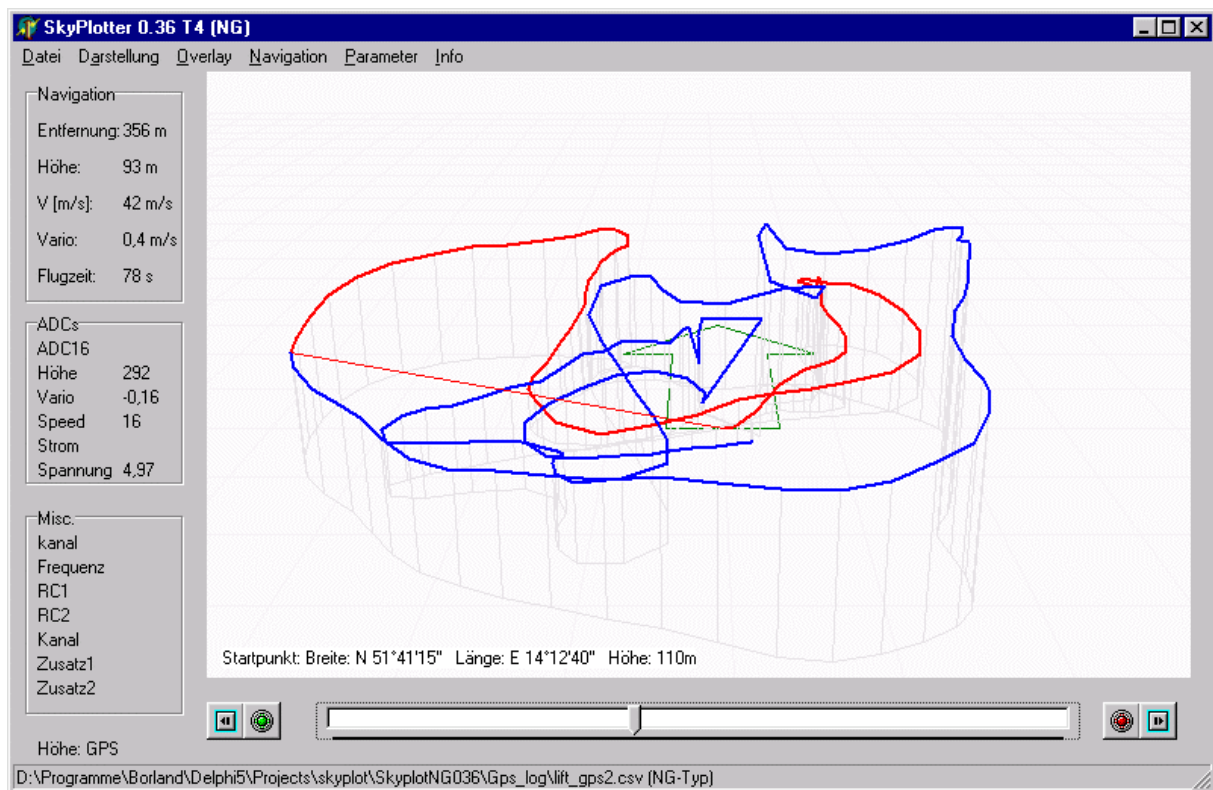 SkyPlotter 0.36 T4 (NG)
Datei Darstellung Overlay Navigation Parameter Info
Navigation
Entfernung: 356 m
Höhe: 93 m
V [m/s]: 42 m/s
Vario: 0,4 m/s
Flugzeit: 78 s
ADCs
ADC16
Höhe 292
Vario -0,16
Speed 16
Strom
Spannung 4,97
Misc.
kanal
Frequenz
RC1
RC2
Kanal
Zusatz1
Zusatz2
Höhe: GPS
Startpunkt: Breite: N 51°41'15" Länge: E 14°12'40" Höhe: 110m
D:\Programme\Borland\Delphi5\Projects\skyplot\SkyplotNG036\Gps_log\lift_gps2.csv (NG-Typ)